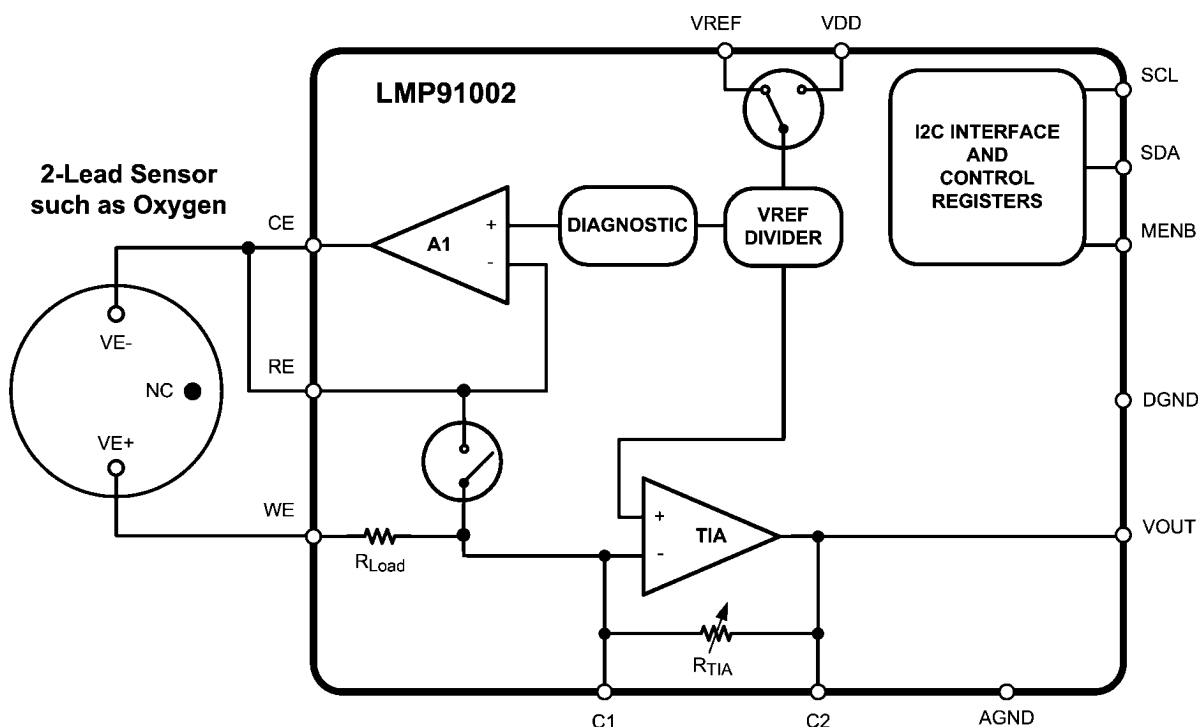 VREF
VDD
LMP91002
SCL
I2C INTERFACE
AND
CONTROL
REGISTERS
SDA
MENB
2-Lead Sensor
such as Oxygen
CE
A1
+
-
DIAGNOSTIC
VREF
DIVIDER
VE-
NC
VE+
RE
DGND
WE
RLoad
+
-
TIA
VOUT
RTIA
C1
C2
AGND